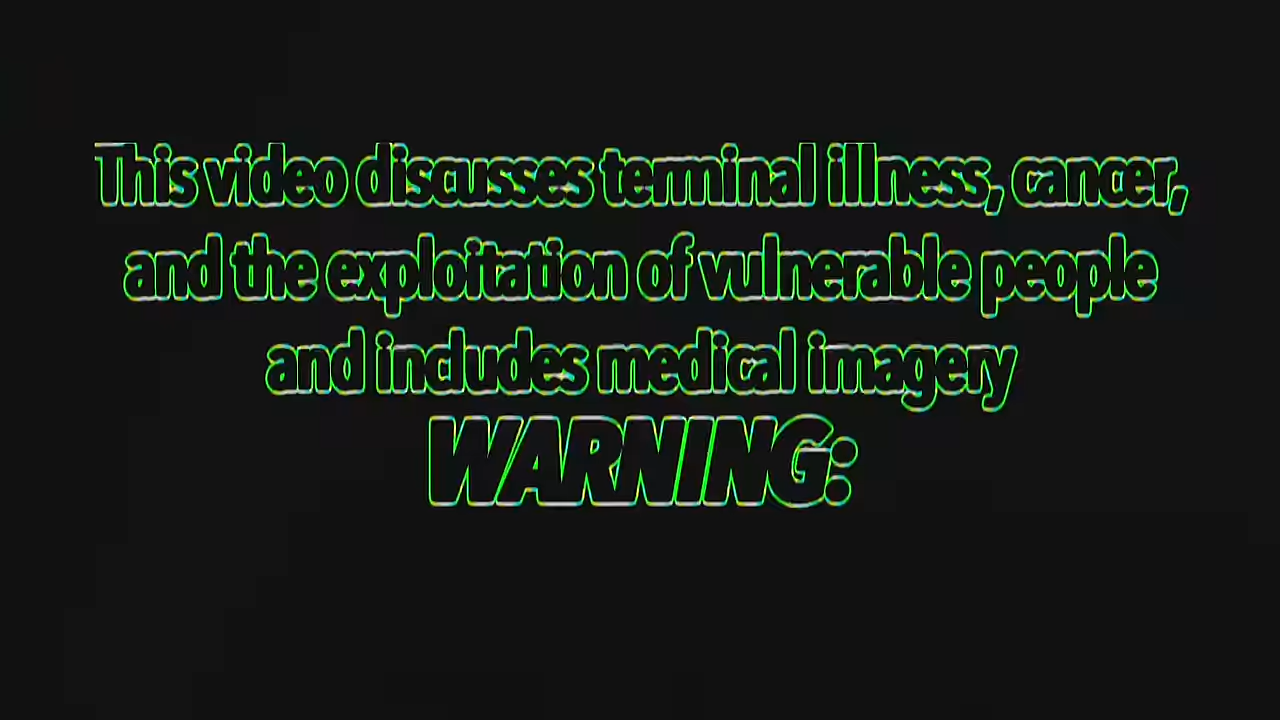 This video discusses terminal illness, cancer,
and the exploitation of vulnerable people
and includes medical imagery
WARNING: